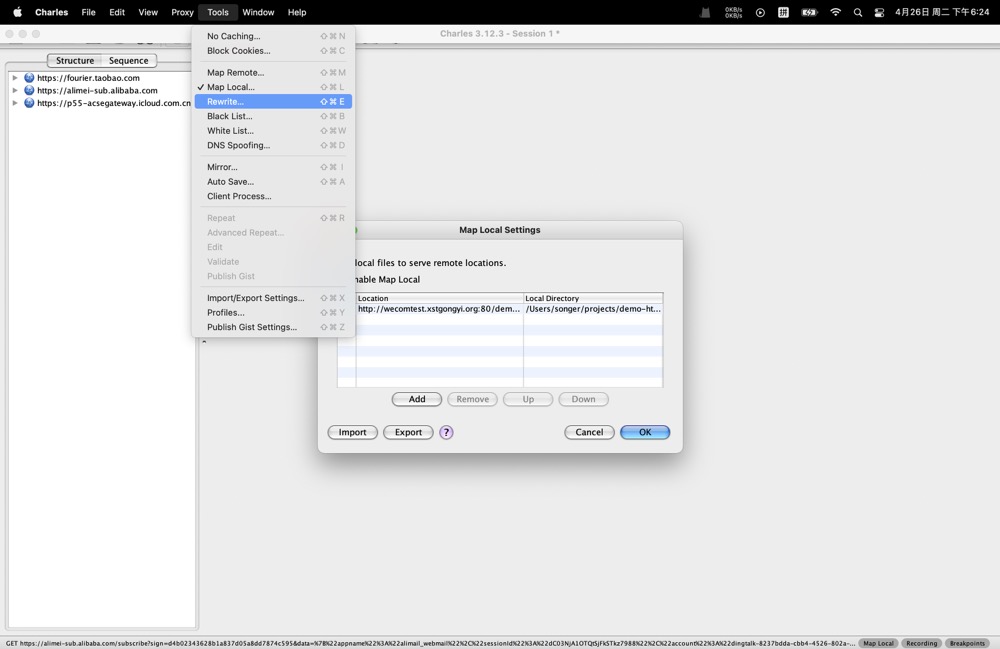 Charles File Edit View Proxy Tools Window Help 0KB/s 0KB/s 拼 4月26日 周二 下午6:24
Charles 3.12.3 - Session 1 *
Structure Sequence
https://fourier.taobao.com
https://alimei-sub.alibaba.com
https://p55-acsegateway.icloud.com.cn
No Caching... ⇧⌘N
Block Cookies... ⇧⌘C
Map Remote... ⇧⌘M
✓ Map Local... ⇧⌘L
Rewrite... ⇧⌘E
Black List... ⇧⌘B
White List... ⇧⌘W
DNS Spoofing... ⇧⌘D
Mirror... ⇧⌘I
Auto Save... ⇧⌘A
Client Process...
Repeat ⇧⌘R
Advanced Repeat...
Edit
Validate
Publish Gist
Import/Export Settings... ⇧⌘X
Profiles... ⇧⌘Y
Publish Gist Settings... ⇧⌘Z
Map Local Settings
local files to serve remote locations.
nable Map Local
Location Local Directory
http://wecomtest.xstgongyi.org:80/dem... /Users/songer/projects/demo-ht...
Add Remove Up Down
Import Export ? Cancel OK
GET https://alimei-sub.alibaba.com/subscribe?sign=d4b02343628b1a837d05a8dd7874c595&data=%7B%22appname%22%3A%22alimail_webmail%22%2C%22sessionId%22%3A%22dC03NjA1OTQtSjFkSTkz7988%22%2C%22account%22%3A%22dingtalk-8237bdda-cbb4-4526-802a-... Map Local Recording Breakpoints